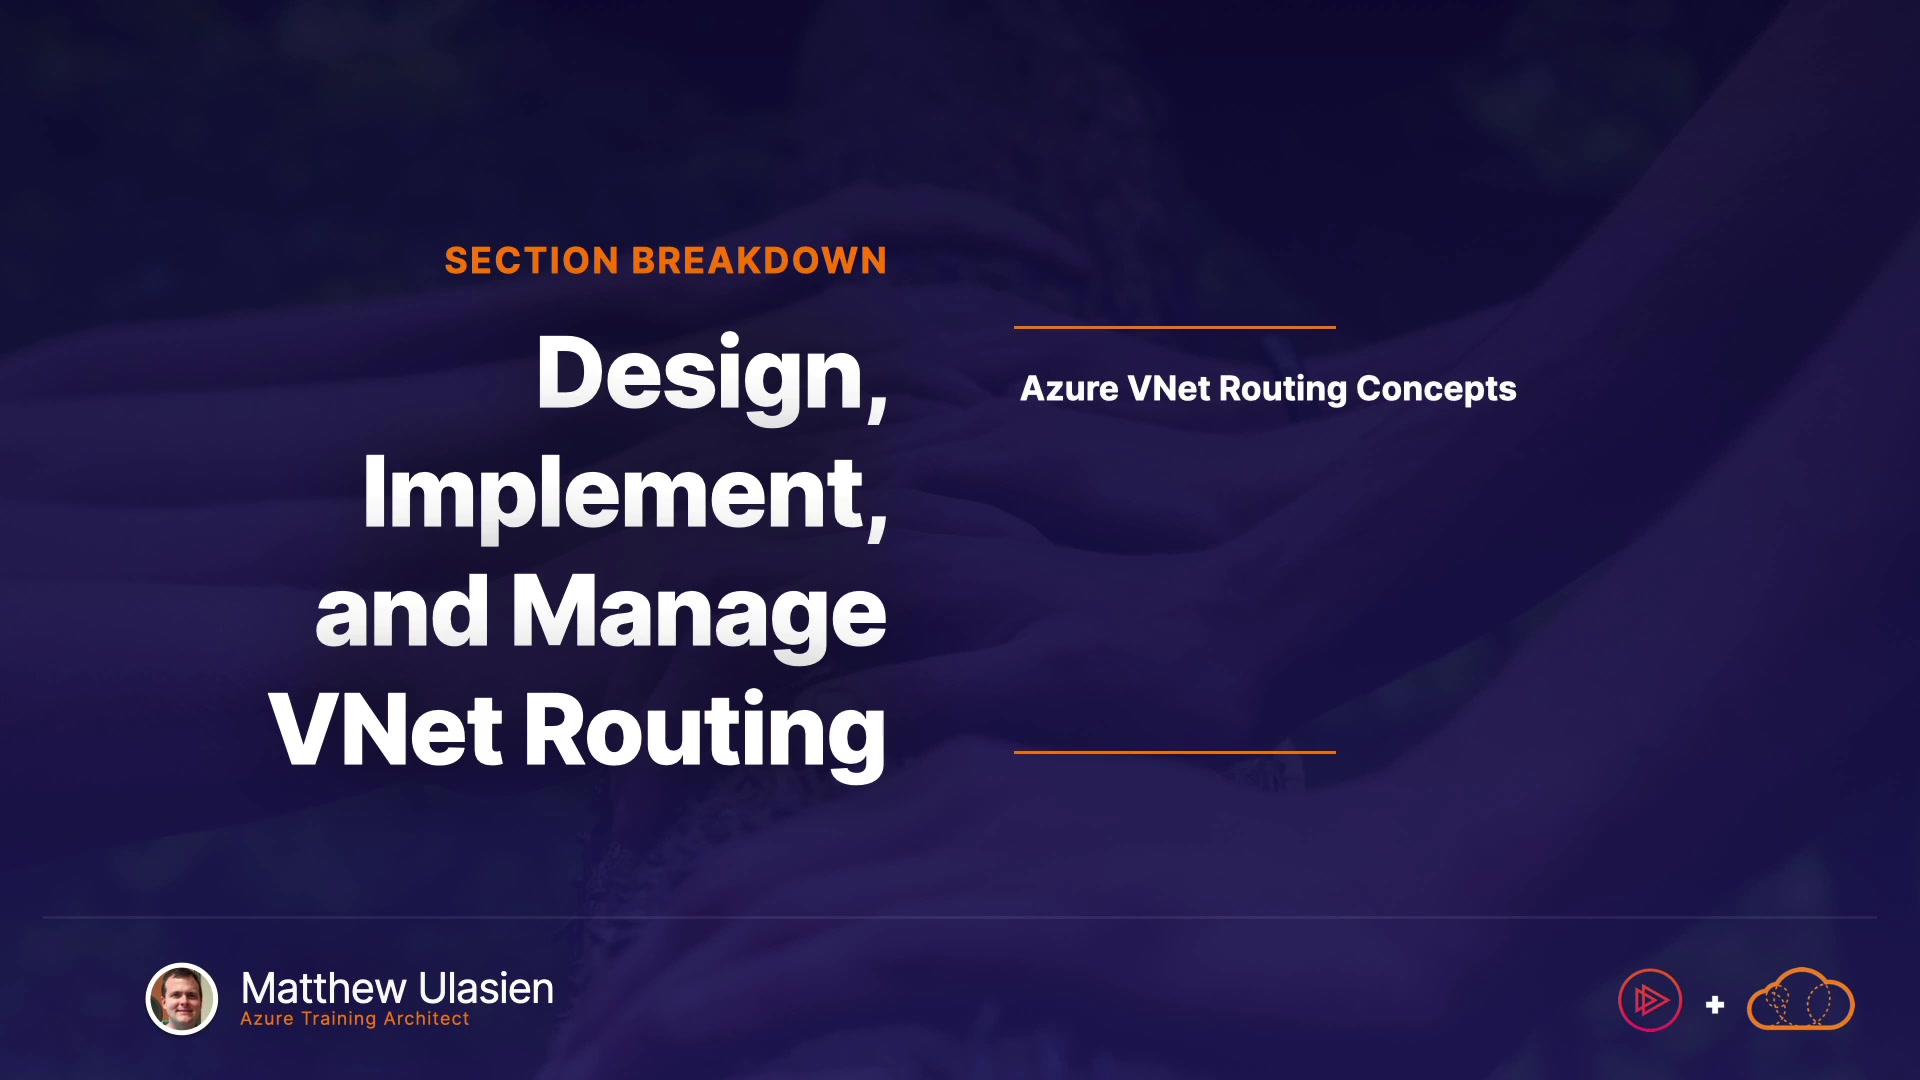 SECTION BREAKDOWN
Design,
Implement,
and Manage
VNet Routing
Azure VNet Routing Concepts
Matthew Ulasien
Azure Training Architect
+